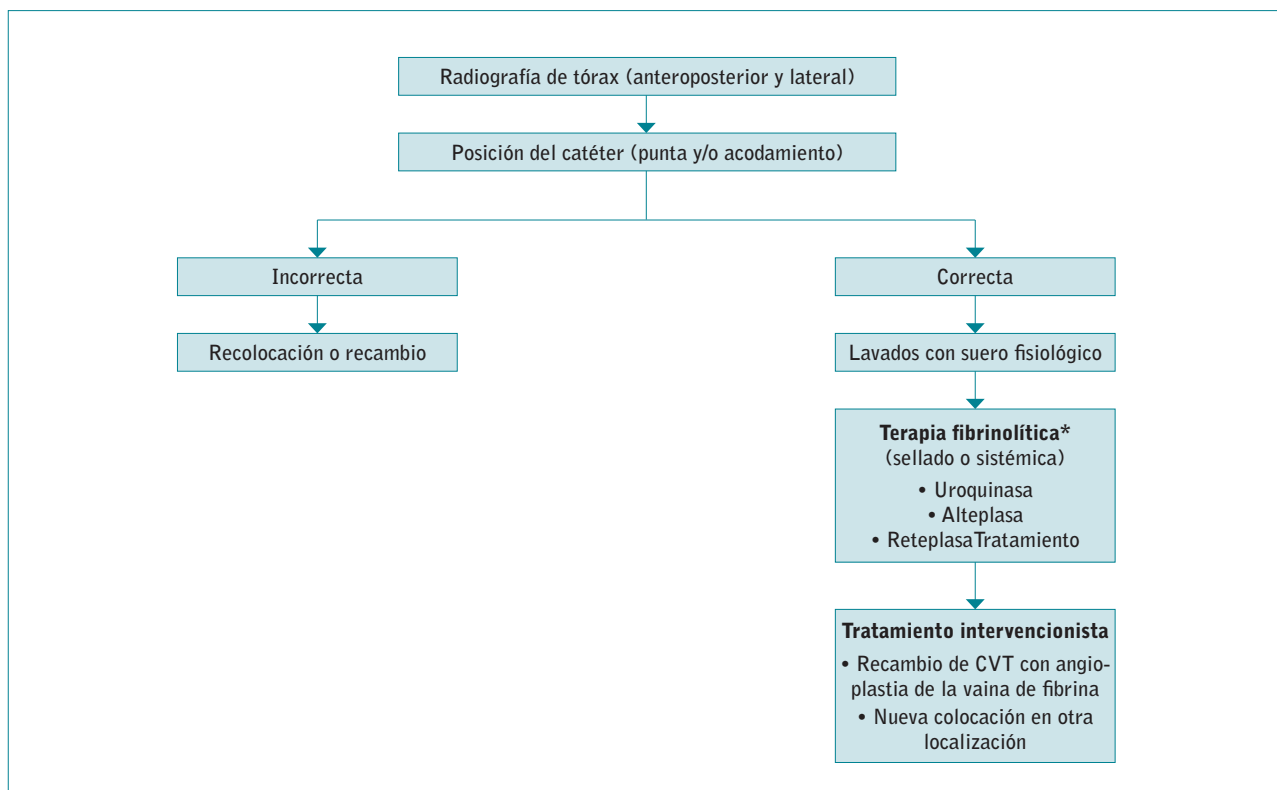 Radiografía de tórax (anteroposterior y lateral)
Posición del catéter (punta y/o acodamiento)
Incorrecta
Recolocación o recambio
Correcta
Lavados con suero fisiológico
Terapia fibrinolítica*
(sellado o sistémica)
• Uroquinasa
• Alteplasa
• ReteplasaTratamiento
Tratamiento intervencionista
• Recambio de CVT con angio-
plastia de la vaina de fibrina
• Nueva colocación en otra
localización